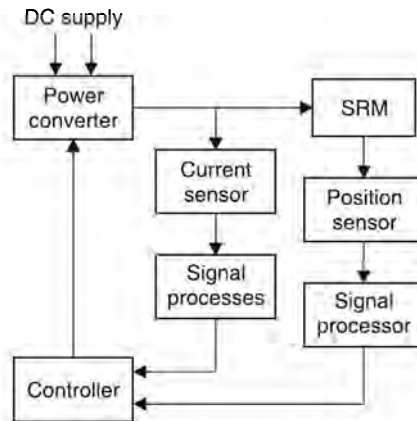 DC supply
Power
converter
SRM
Current
sensor
Position
sensor
Signal
processes
Signal
processor
Controller